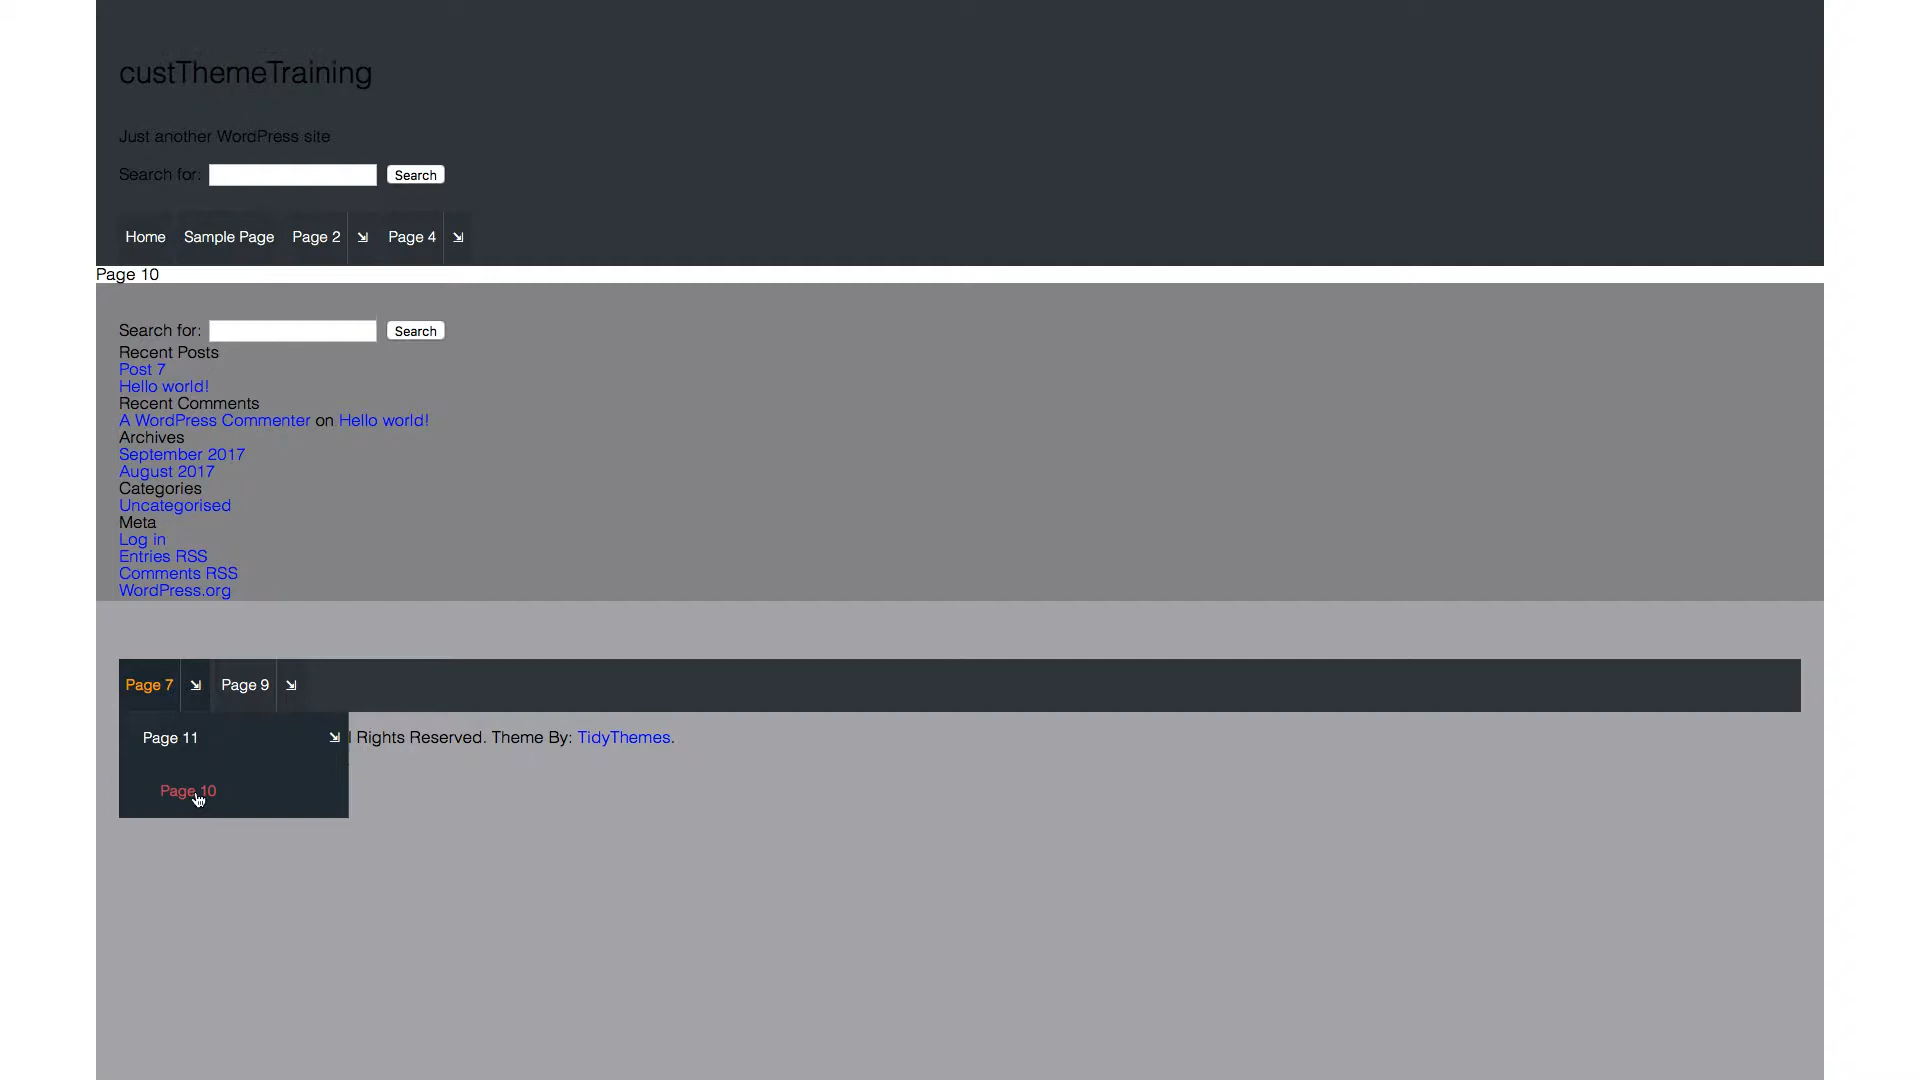 custThemeTraining
Just another WordPress site
Search for: Search
Home Sample Page Page 2 ⇲ Page 4 ⇲
Page 10
Search for: Search
Recent Posts
Post 7
Hello world!
Recent Comments
A WordPress Commenter on Hello world!
Archives
September 2017
August 2017
Categories
Uncategorised
Meta
Log in
Entries RSS
Comments RSS
WordPress.org
Page 7 ⇲ Page 9 ⇲
Page 11 ⇲ Rights Reserved. Theme By: TidyThemes.
Page 10